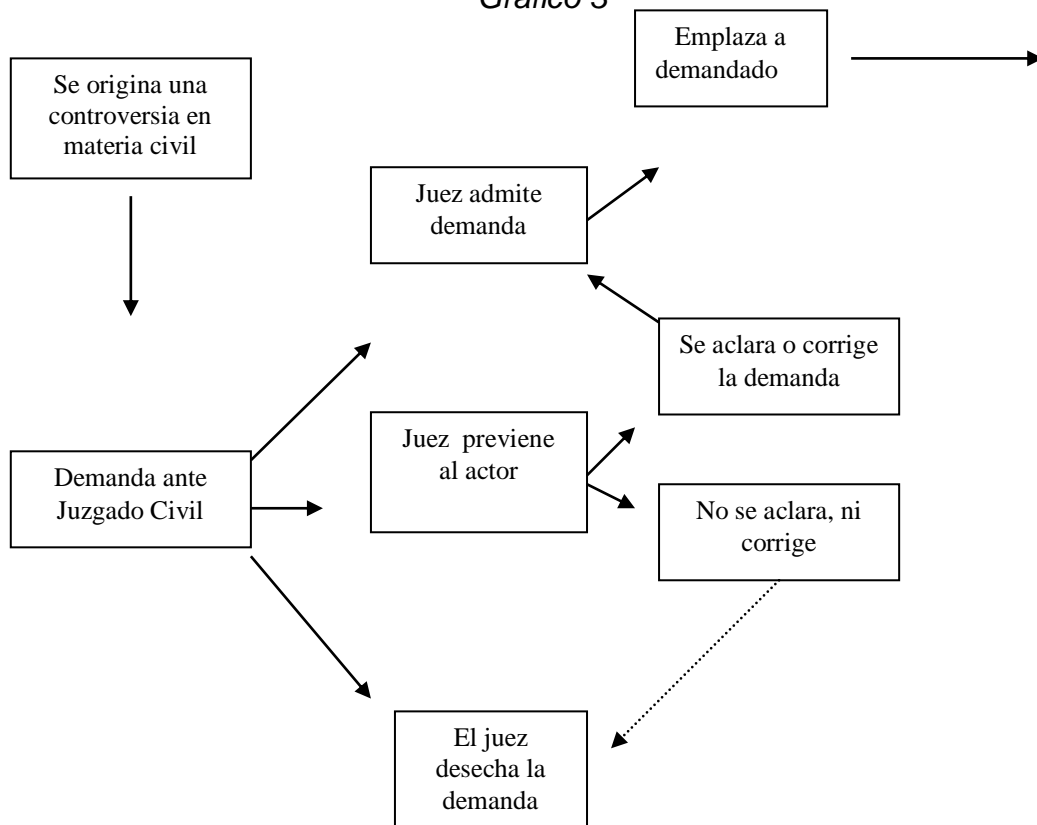 Gráfico 3
Emplaza a
demandado
Se origina una
controversia en
materia civil
Juez admite
demanda
Se aclara o corrige
la demanda
Juez previene
al actor
Demanda ante
Juzgado Civil
No se aclara, ni
corrige
El juez
desecha la
demanda